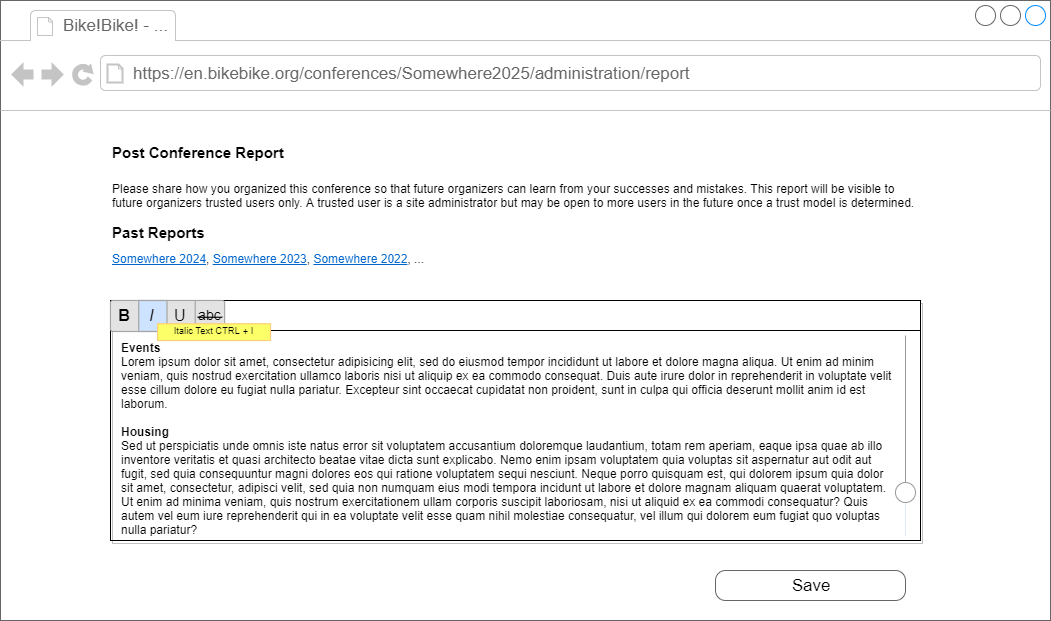 Bike!Bike! - ...
https://en.bikebike.org/conferences/Somewhere2025/administration/report
Post Conference Report
Please share how you organized this conference so that future organizers can learn from your successes and mistakes. This report will be visible to
future organizers trusted users only. A trusted user is a site administrator but may be open to more users in the future once a trust model is determined.
Past Reports
Somewhere 2024, Somewhere 2023, Somewhere 2022, ...
B I U abc
Italic Text CTRL + I
Events
Lorem ipsum dolor sit amet, consectetur adipisicing elit, sed do eiusmod tempor incididunt ut labore et dolore magna aliqua. Ut enim ad minim
veniam, quis nostrud exercitation ullamco laboris nisi ut aliquip ex ea commodo consequat. Duis aute irure dolor in reprehenderit in voluptate velit
esse cillum dolore eu fugiat nulla pariatur. Excepteur sint occaecat cupidatat non proident, sunt in culpa qui officia deserunt mollit anim id est
laborum.
Housing
Sed ut perspiciatis unde omnis iste natus error sit voluptatem accusantium doloremque laudantium, totam rem aperiam, eaque ipsa quae ab illo
inventore veritatis et quasi architecto beatae vitae dicta sunt explicabo. Nemo enim ipsam voluptatem quia voluptas sit aspernatur aut odit aut
fugit, sed quia consequuntur magni dolores eos qui ratione voluptatem sequi nesciunt. Neque porro quisquam est, qui dolorem ipsum quia dolor
sit amet, consectetur, adipisci velit, sed quia non numquam eius modi tempora incidunt ut labore et dolore magnam aliquam quaerat voluptatem.
Ut enim ad minima veniam, quis nostrum exercitationem ullam corporis suscipit laboriosam, nisi ut aliquid ex ea commodi consequatur? Quis
autem vel eum iure reprehenderit qui in ea voluptate velit esse quam nihil molestiae consequatur, vel illum qui dolorem eum fugiat quo voluptas
nulla pariatur?
Save